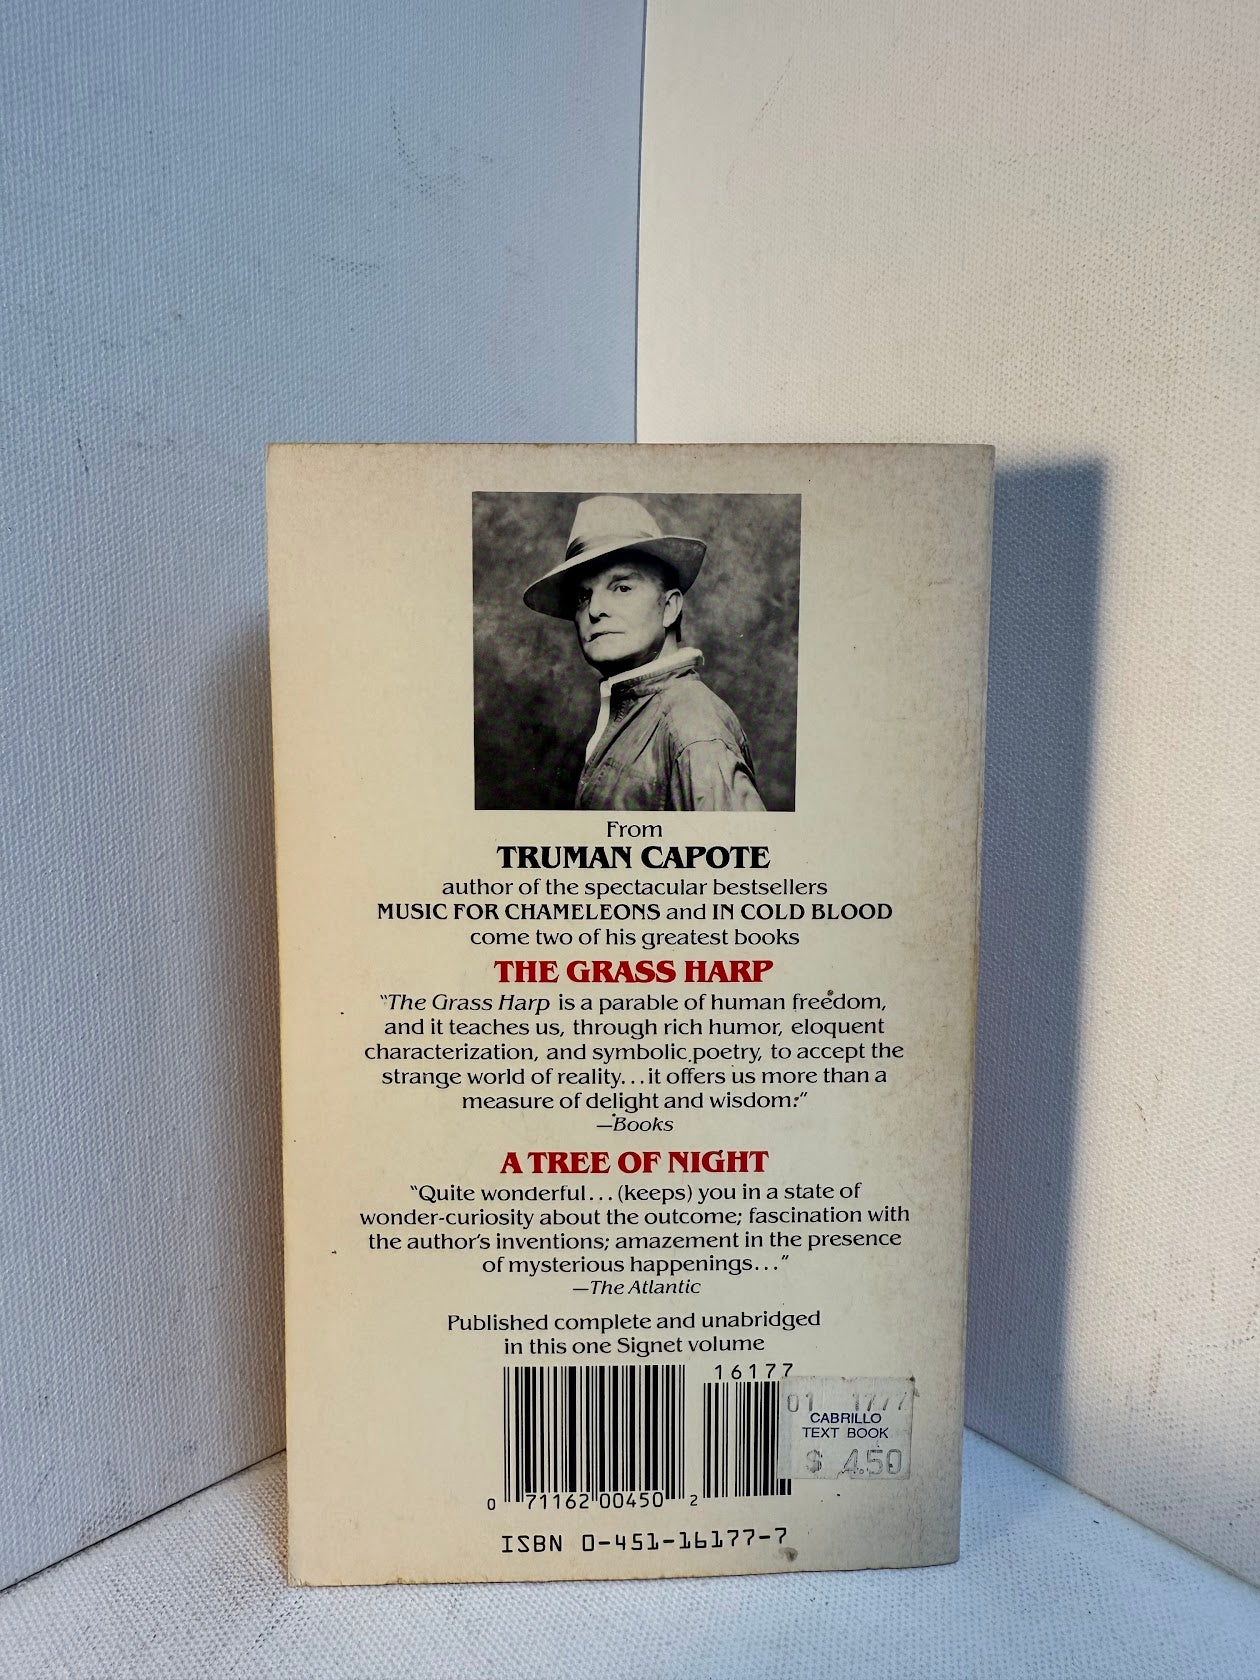 From
TRUMAN CAPOTE
author of the spectacular bestsellers
MUSIC FOR CHAMELEONS and IN COLD BLOOD
come two of his greatest books
THE GRASS HARP
"The Grass Harp is a parable of human freedom,
and it teaches us, through rich humor, eloquent
characterization, and symbolic poetry, to accept the
strange world of reality...it offers us more than a
measure of delight and wisdom."
—Books
A TREE OF NIGHT
"Quite wonderful...(keeps) you in a state of
wonder-curiosity about the outcome; fascination with
the author's inventions; amazement in the presence
of mysterious happenings..."
—The Atlantic
Published complete and unabridged
in this one Signet volume
16177
01 1777
CABRILLO
TEXT BOOK
$ 4.50
0 71162 00450 2
ISBN 0-451-16177-7